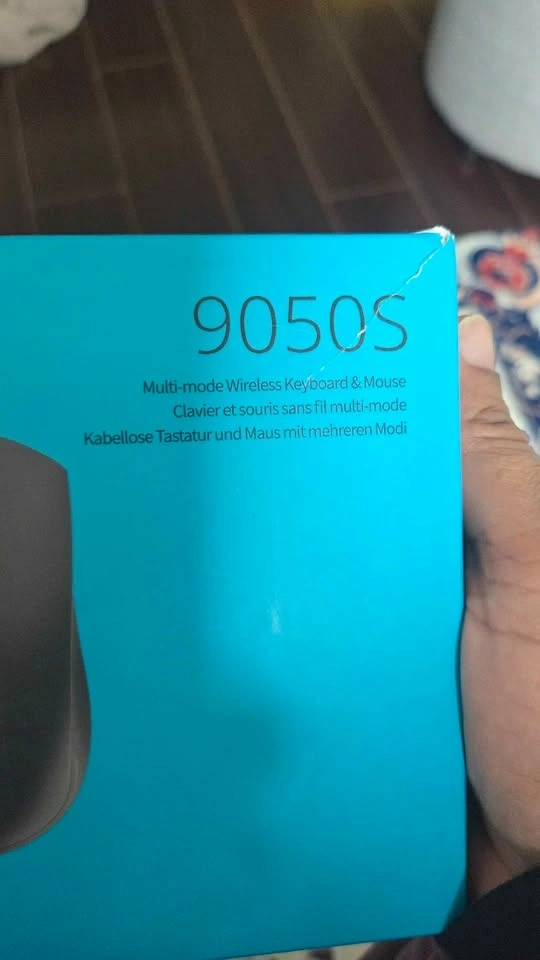 9050S
Multi-mode Wireless Keyboard & Mouse
Clavier et souris sans fil multi-mode
Kabellose Tastatur und Maus mit mehreren Modi